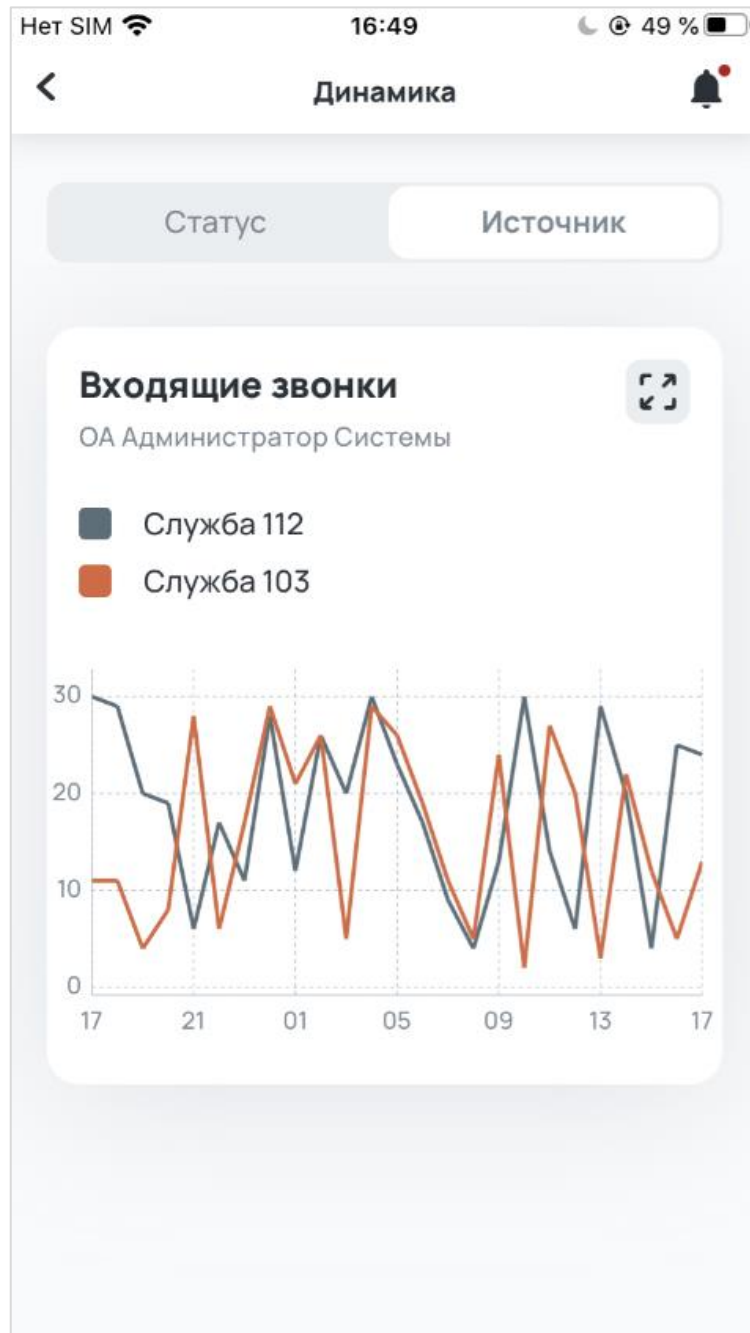 Нет SIM 16:49 49 %
Динамика
Статус Источник
Входящие звонки
ОА Администратор Системы
Служба 112
Служба 103
30
20
10
0
17 21 01 05 09 13 17